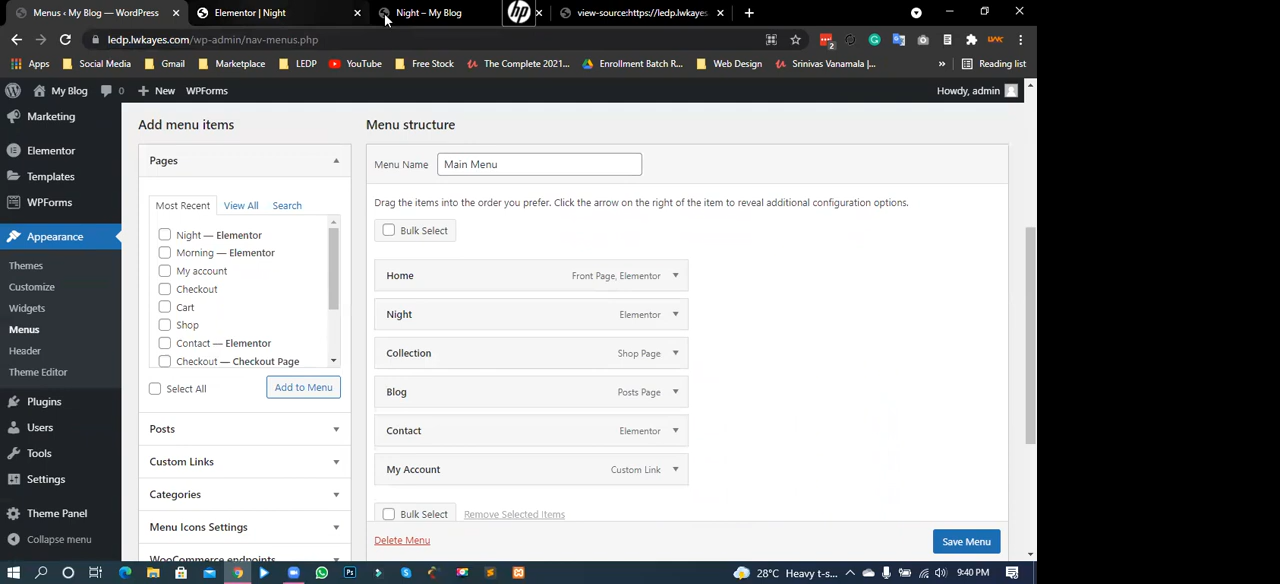 Menus ‹ My Blog — WordPress
Elementor | Night
Night – My Blog
hp
view-source:https://ledp.lwkayes.
ledp.lwkayes.com/wp-admin/nav-menus.php
2
Apps
Social Media
Gmail
Marketplace
LEDP
YouTube
Free Stock
The Complete 2021...
Enrollment Batch R...
Web Design
Srinivas Vanamala |...
»
Reading list
My Blog
0
New
WPForms
Howdy, admin
Marketing
Elementor
Templates
WPForms
Appearance
Themes
Customize
Widgets
Menus
Header
Theme Editor
Plugins
Users
Tools
Settings
Theme Panel
Collapse menu
Add menu items
Pages
Most Recent
View All
Search
Night — Elementor
Morning — Elementor
My account
Checkout
Cart
Shop
Contact — Elementor
Checkout — Checkout Page
Select All
Add to Menu
Posts
Custom Links
Categories
Menu Icons Settings
WooCommerce endpoints
Menu structure
Menu Name
Main Menu
Drag the items into the order you prefer. Click the arrow on the right of the item to reveal additional configuration options.
Bulk Select
Home
Front Page, Elementor
Night
Elementor
Collection
Shop Page
Blog
Posts Page
Contact
Elementor
My Account
Custom Link
Bulk Select
Remove Selected Items
Delete Menu
Save Menu
28°C Heavy t-s...
9:40 PM